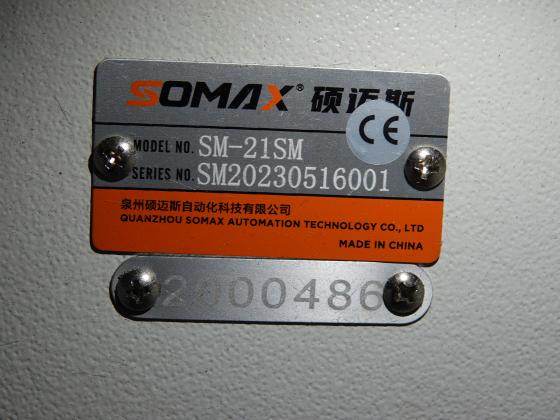 SOMAX® 硕迈斯
CE
MODEL NO. SM-21SM
SERIES NO. SM20230516001
泉州硕迈斯自动化科技有限公司
QUANZHOU SOMAX AUTOMATION TECHNOLOGY CO., LTD
MADE IN CHINA
2000486